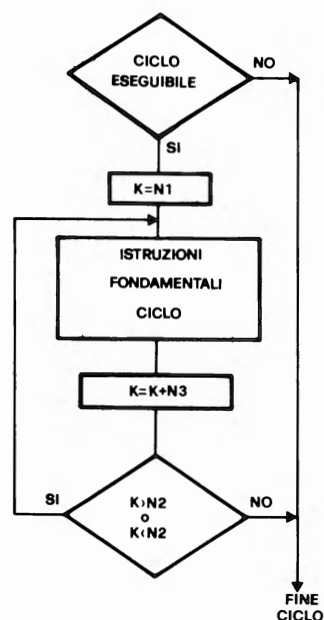 CICLO
ESEGUIBILE
NO
SI
K=N1
ISTRUZIONI
FONDAMENTALI
CICLO
K=K+N3
SI
K>N2
o
K<N2
NO
FINE
CICLO